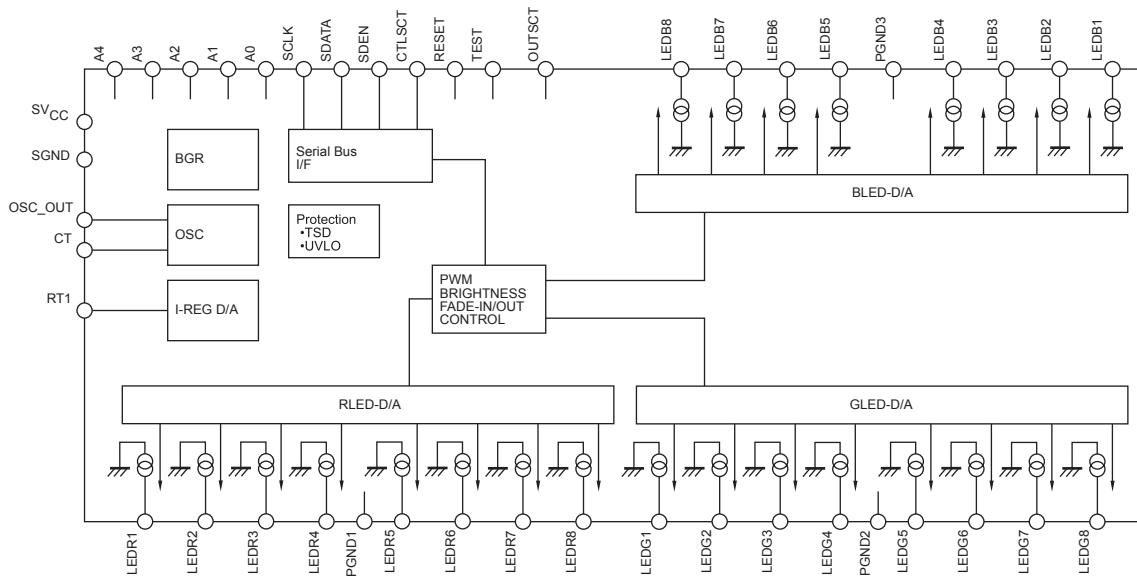 A4 A3 A2 A1 A0 SCLK SDATA SDEN CTLSCT RESET TEST OUTSCT LEDB8 LEDB7 LEDB6 LEDB5 PGND3 LEDB4 LEDB3 LEDB2 LEDB1
SVCC
SGND
OSC_OUT
CT
RT1
BGR
Serial Bus
I/F
OSC
Protection
•TSD
•UVLO
I-REG D/A
BLED-D/A
PWM
BRIGHTNESS
FADE-IN/OUT
CONTROL
RLED-D/A
GLED-D/A
LEDR1 LEDR2 LEDR3 LEDR4 PGND1 LEDR5 LEDR6 LEDR7 LEDR8 LEDG1 LEDG2 LEDG3 LEDG4 PGND2 LEDG5 LEDG6 LEDG7 LEDG8